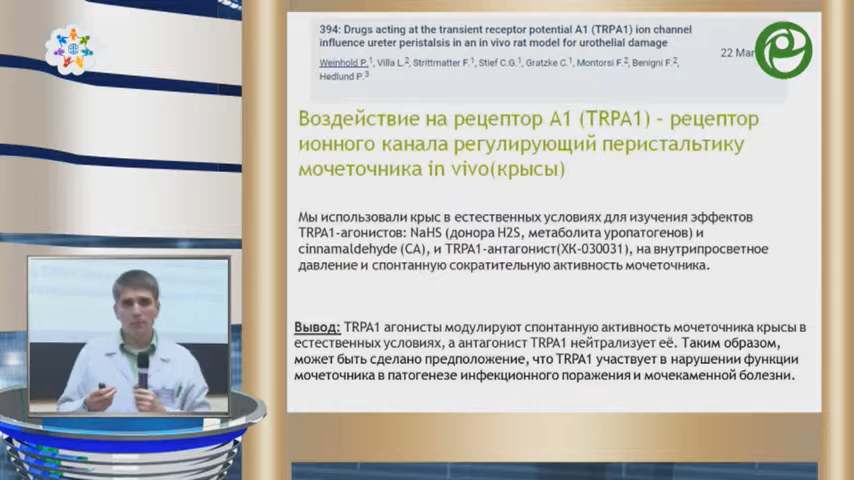 394: Drugs acting at the transient receptor potential A1 (TRPA1) ion channel
influence ureter peristalsis in an in vivo rat model for urothelial damage
Weinhold P.1, Villa L.2, Strittmatter F.1, Stief C.G.1, Gratzke C.1, Montorsi F.2, Benigni F.2,
Hedlund P.3
22 Mar
Воздействие на рецептор A1 (TRPA1) – рецептор
ионного канала регулирующий перистальтику
мочеточника in vivo(крысы)
Мы использовали крыс в естественных условиях для изучения эффектов
TRPA1-агонистов: NaHS (донора H2S, метаболита уропатогенов) и
cinnamaldehyde (CA), и TRPA1-антагонист(ХК-030031), на внутрипросветное
давление и спонтанную сократительную активность мочеточника.
Вывод: TRPA1 агонисты модулируют спонтанную активность мочеточника крысы в
естественных условиях, а антагонист TRPA1 нейтрализует её. Таким образом,
может быть сделано предположение, что TRPA1 участвует в нарушении функции
мочеточника в патогенезе инфекционного поражения и мочекаменной болезни.